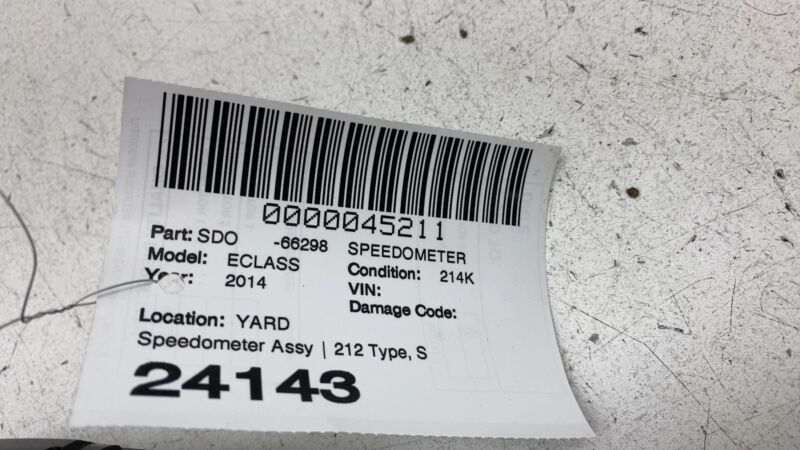 0000045211
Part: SDO -66298 SPEEDOMETER
Model: ECLASS Condition: 214K
Year: 2014 VIN:
Damage Code:
Location: YARD
Speedometer Assy | 212 Type, S
24143